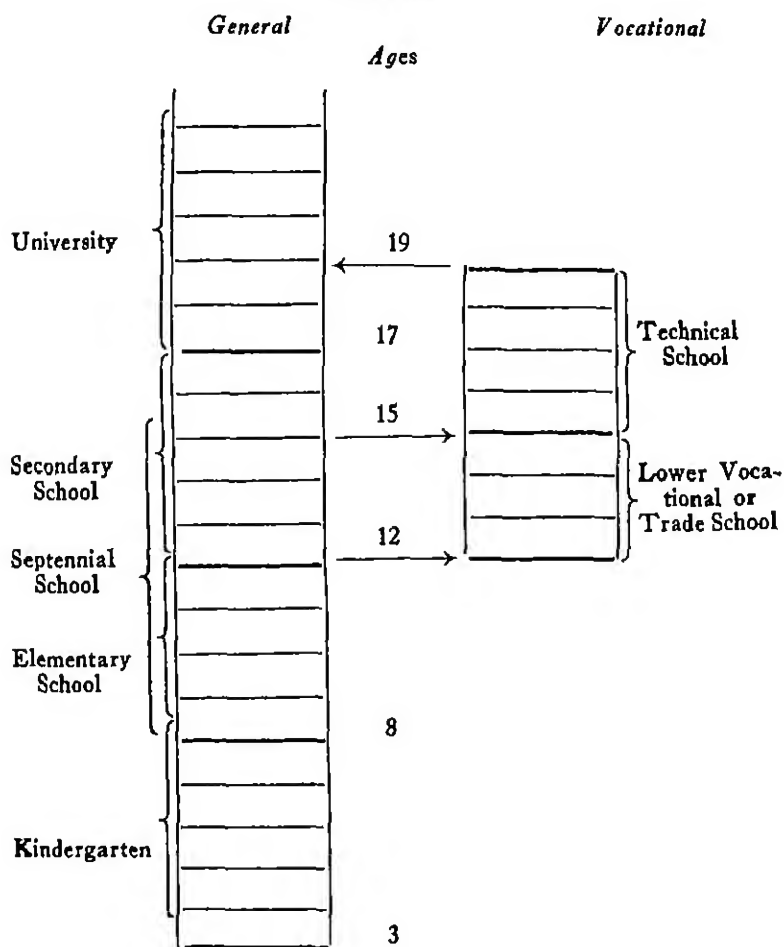 General
Vocational
Ages
University
19
17
Technical
School
15
Secondary
School
Lower Voca-
tional or
Trade School
12
Septennial
School
Elementary
School
8
Kindergarten
3